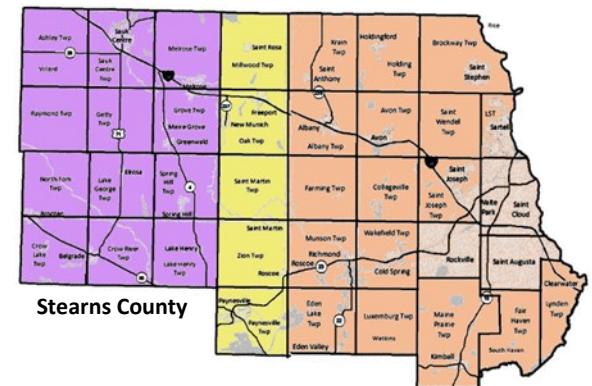 Ashley Twp
Sauk
Centre
Melrose Twp
Saint Rosa
Millwood Twp
Krain
Twp
Holdingford
Holding
Twp
Brockway Twp
Rice
Saint
Stephen
Sauk
Centre
Twp
Melrose
Saint
Anthony
Raymond Twp
Getty
Twp
71
Grove Twp
Meire Grove
Greenwald
Freeport
New Munich
Oak Twp
Albany
Albany Twp
Avon Twp
Avon
Saint
Wendel
Twp
LST
Sartell
North Fork
Twp
Lake
George
Twp
Elrosa
Spring
Hill
Twp
4
Spring Hill
Saint Martin
Twp
Farming Twp
Collegeville
Twp
Saint
Joseph
Saint
Joseph
Twp
Waite
Park
Saint
Cloud
Brooten
Crow
Lake
Twp
Belgrade
Crow River
Twp
Lake Henry
Lake Henry
Twp
Saint Martin
Zion Twp
Roscoe
Munson Twp
Richmond
Roscoe
23
Wakefield Twp
Cold Spring
Rockville
Saint Augusta
Stearns County
Paynesville
Paynesville
Twp
Eden
Lake
Twp
22
Eden Valley
Luxemburg Twp
Watkins
Maine
Prairie
Twp
Kimball
Fair
Haven
Twp
South Haven
Clearwater
Lynden
Twp